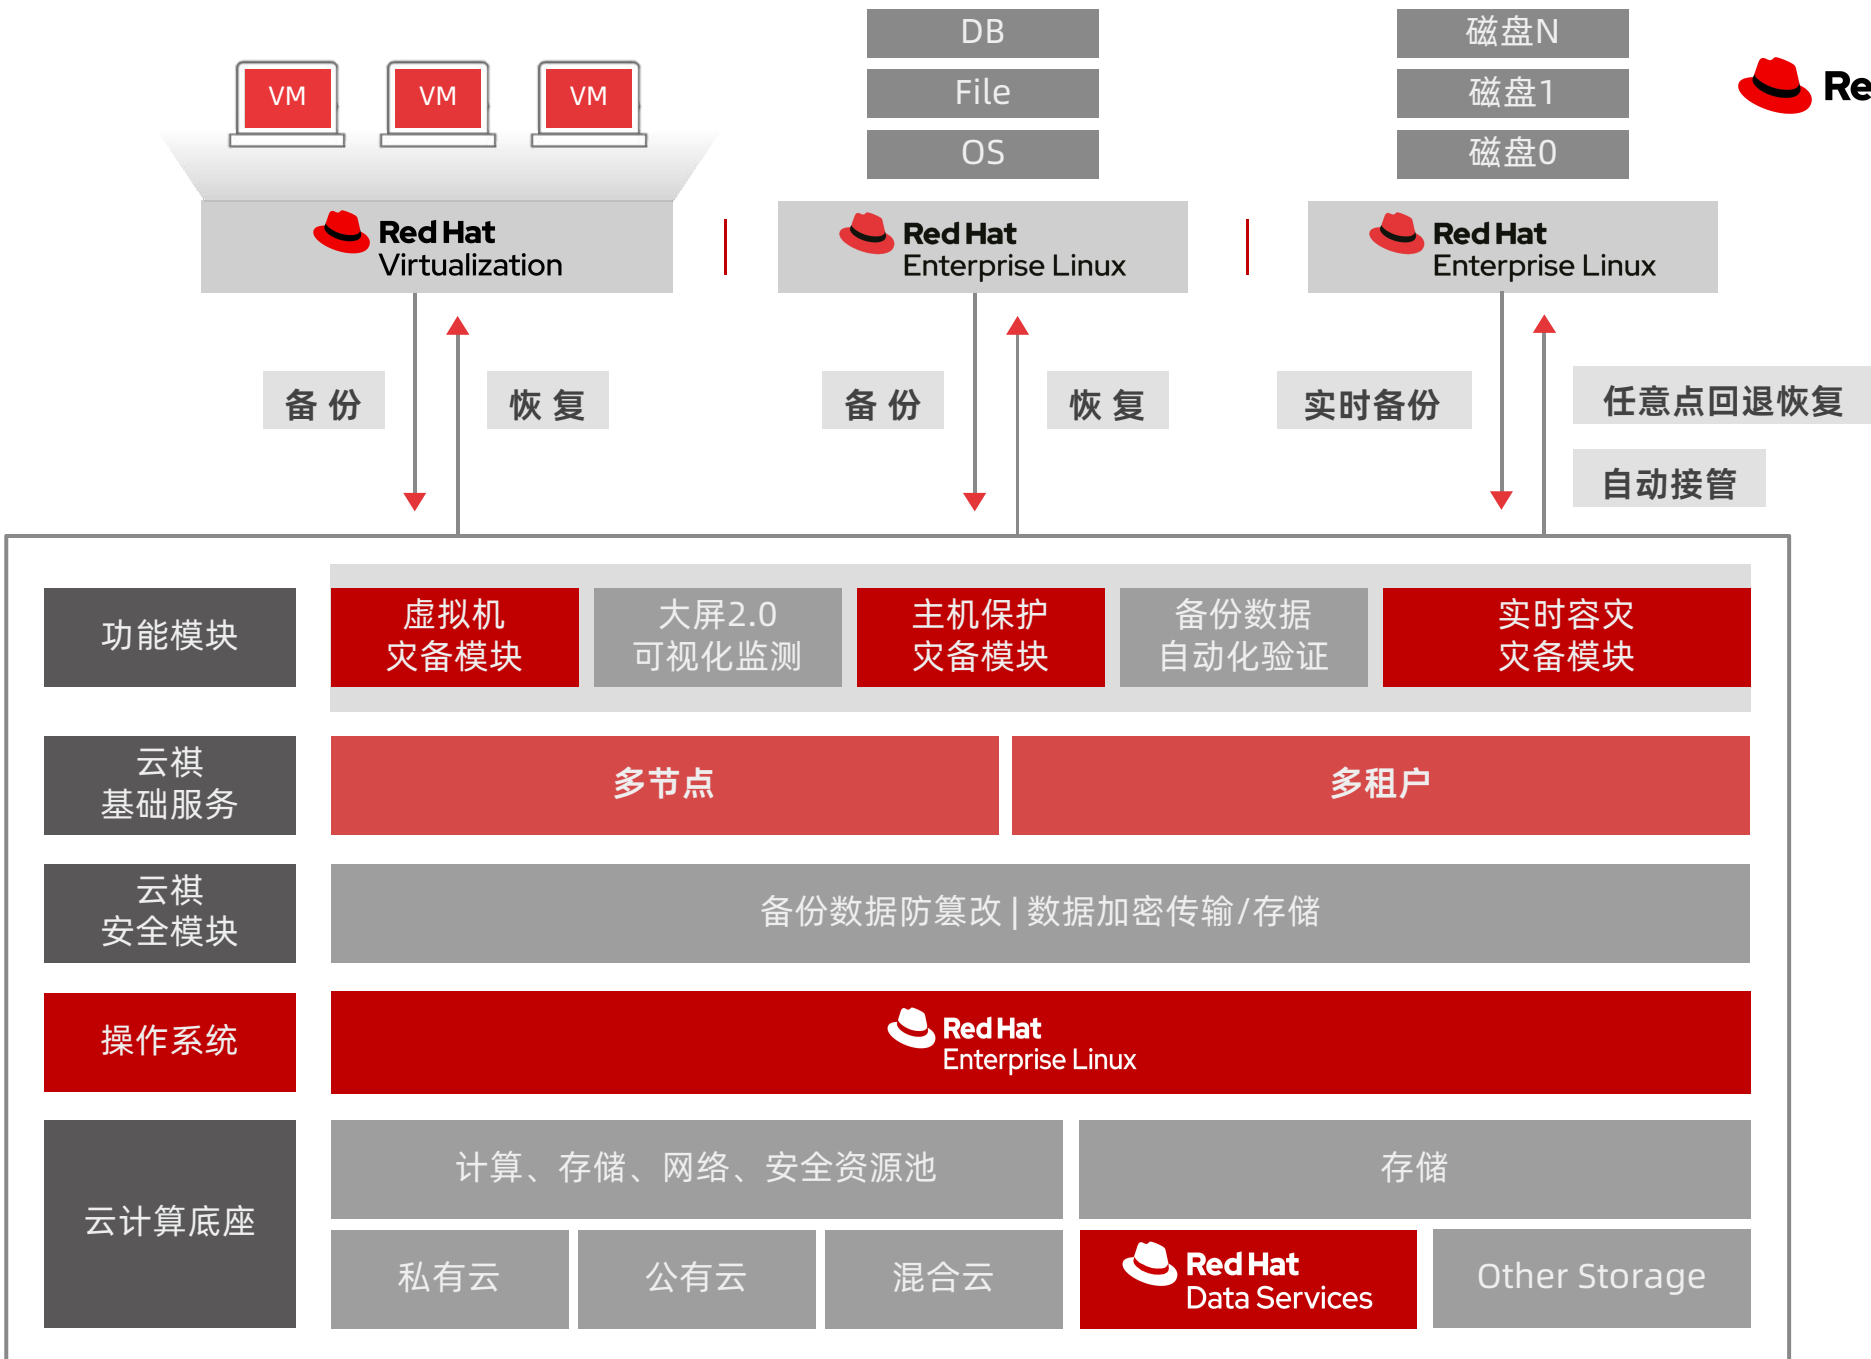 DB
磁盘N
VM
VM
VM
File
磁盘1
OS
磁盘0
Red Hat
Virtualization
Red Hat
Enterprise Linux
Red Hat
Enterprise Linux
备 份
恢 复
备 份
恢 复
实时备份
任意点回退恢复
自动接管
功能模块
虚拟机
灾备模块
大屏2.0
可视化监测
主机保护
灾备模块
备份数据
自动化验证
实时容灾
灾备模块
云祺
基础服务
多节点
多租户
云祺
安全模块
备份数据防篡改 | 数据加密传输/存储
操作系统
Red Hat
Enterprise Linux
云计算底座
计算、存储、网络、安全资源池
存储
私有云
公有云
混合云
Red Hat
Data Services
Other Storage